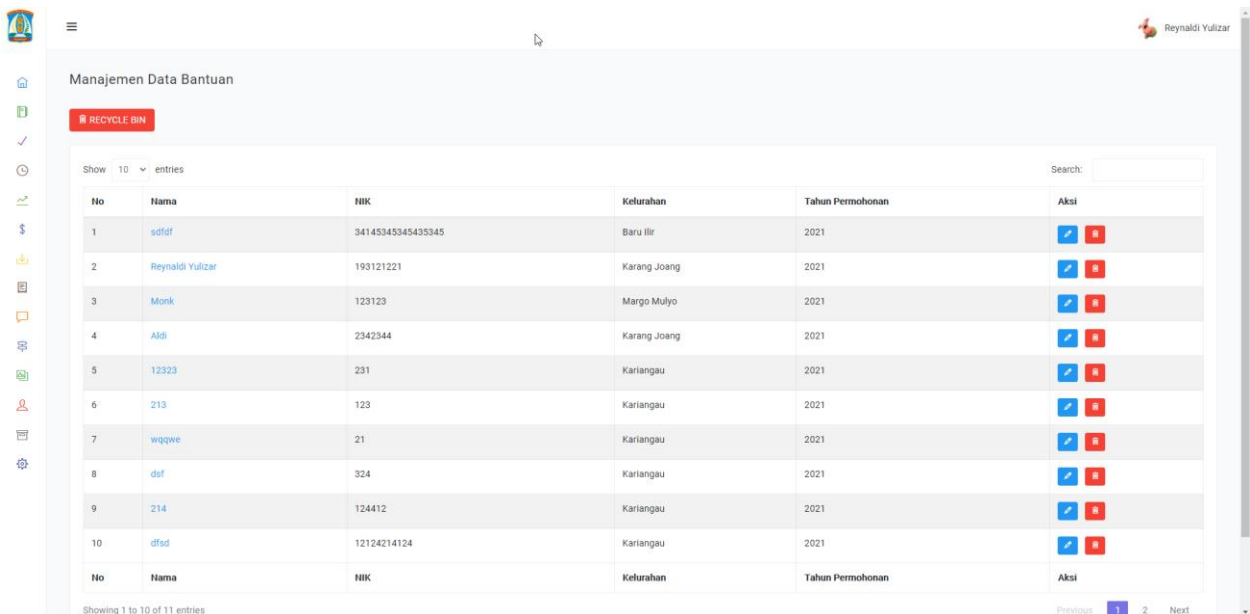 Reynaldi Yulizar
Manajemen Data Bantuan
RECYCLE BIN
Show 10 entries Search:
No Nama NIK Kelurahan Tahun Permohonan Aksi
1 sdfdf 34145345345435345 Baru Ilir 2021
2 Reynaldi Yulizar 193121221 Karang Joang 2021
3 Monk 123123 Margo Mulyo 2021
4 Aldi 2342344 Karang Joang 2021
5 12323 231 Kariangau 2021
6 213 123 Kariangau 2021
7 wqqwe 21 Kariangau 2021
8 dsf 324 Kariangau 2021
9 214 124412 Kariangau 2021
10 dfsd 12124214124 Kariangau 2021
No Nama NIK Kelurahan Tahun Permohonan Aksi
Showing 1 to 10 of 11 entries Previous 1 2 Next